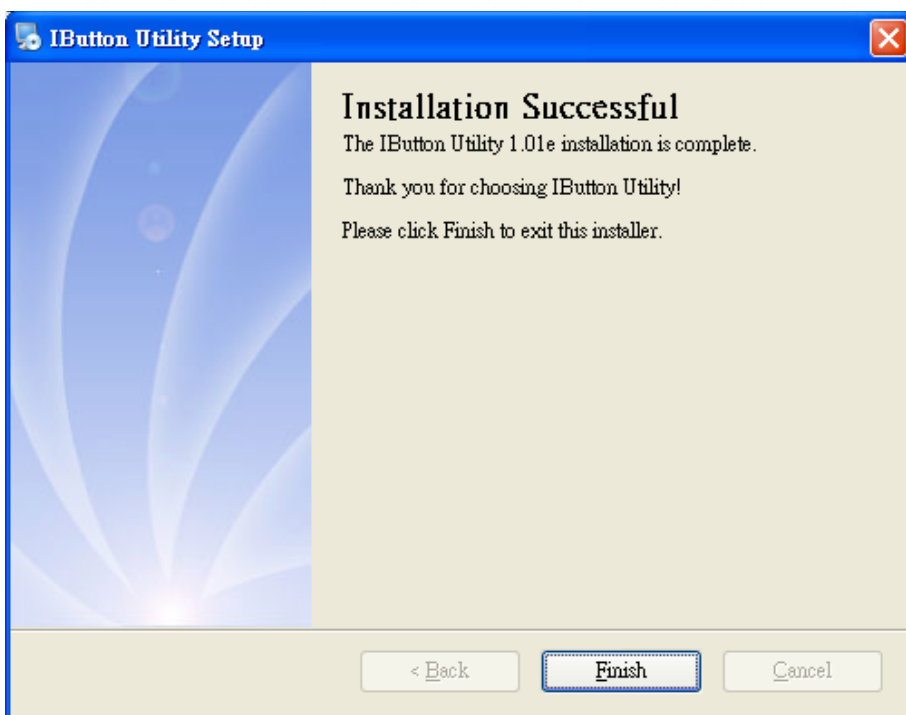 IButton Utility Setup
Installation Successful
The IButton Utility 1.01e installation is complete.
Thank you for choosing IButton Utility!
Please click Finish to exit this installer.
< Back
Finish
Cancel